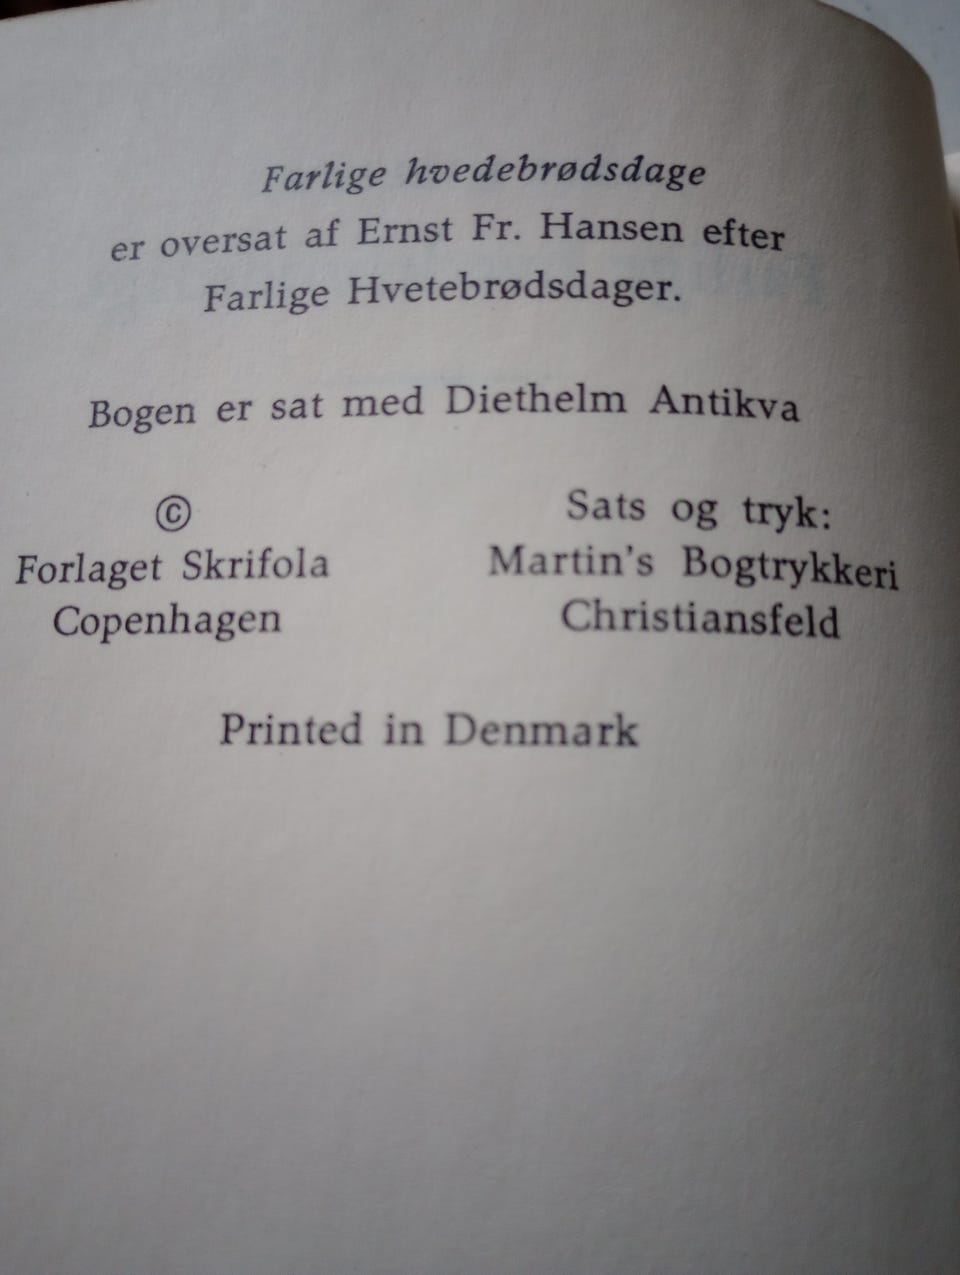 Farlige hvedebrødsdage
er oversat af Ernst Fr. Hansen efter
Farlige Hvetebrødsdager.
Bogen er sat med Diethelm Antikva
©
Forlaget Skrifola
Copenhagen
Sats og tryk:
Martin's Bogtrykkeri
Christiansfeld
Printed in Denmark